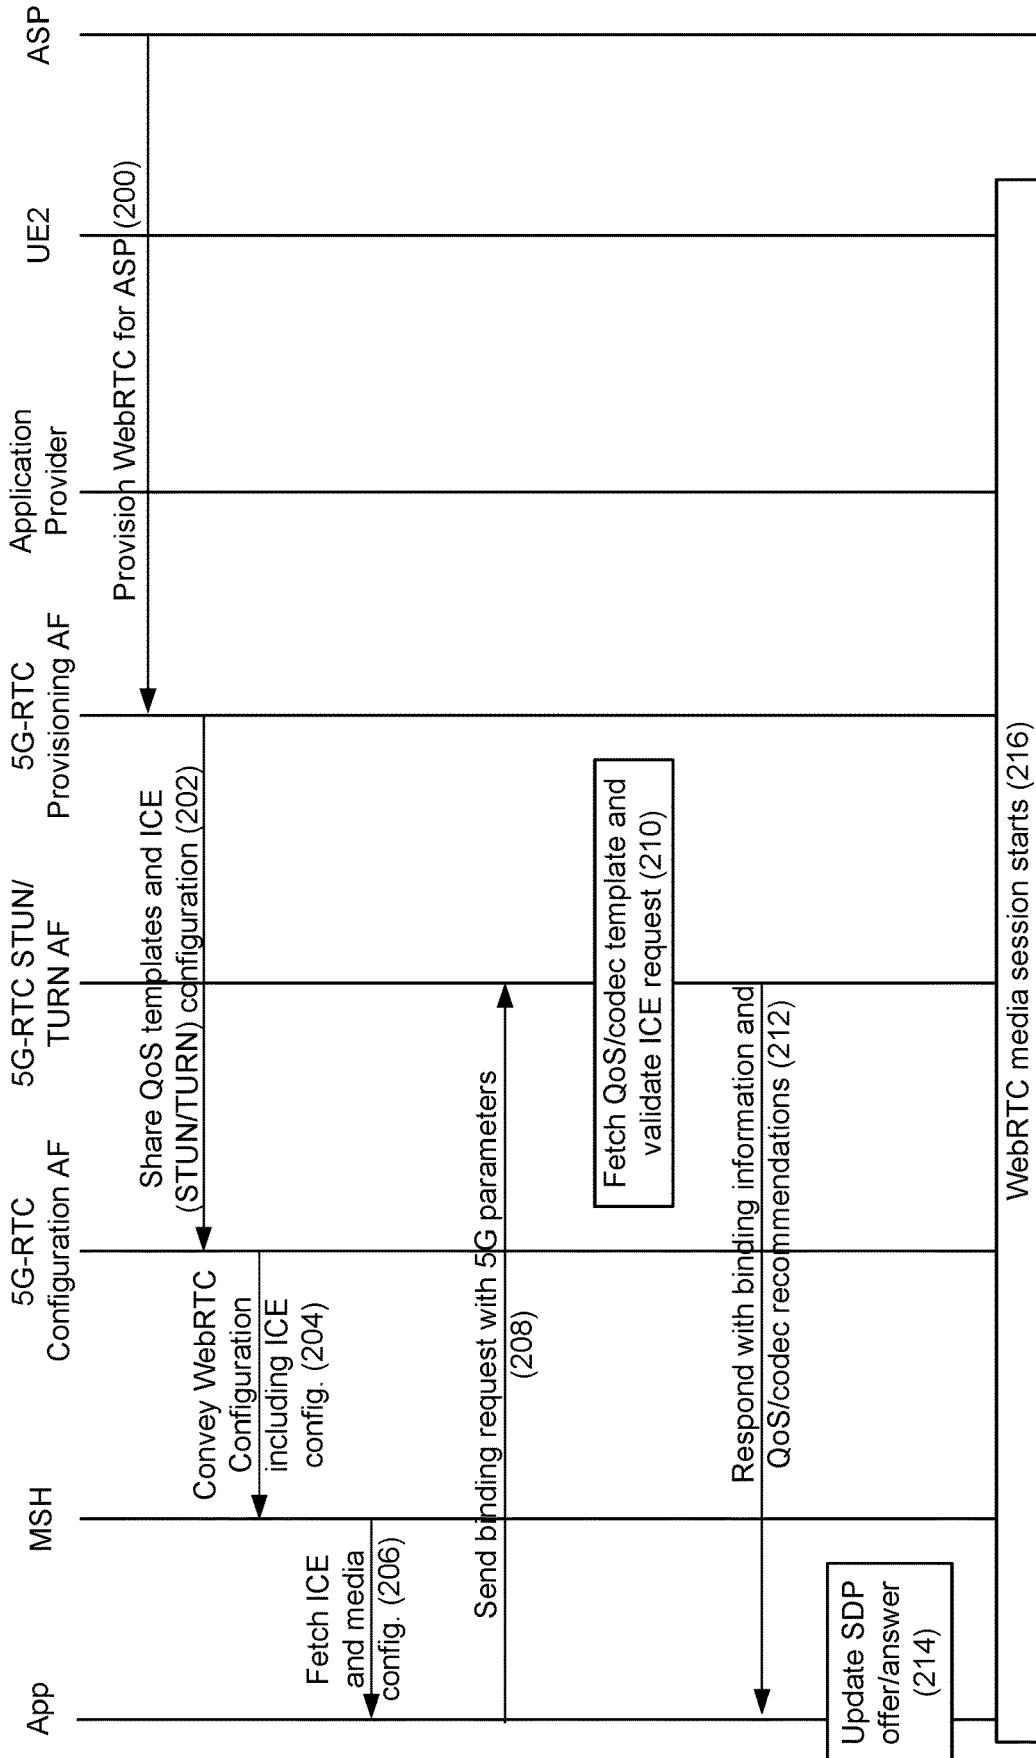 App
MSH
5G-RTC
Configuration AF
5G-RTC STUN/
TURN AF
5G-RTC
Provisioning AF
Application
Provider
UE2
ASP
Provision WebRTC for ASP (200)
Share QoS templates and ICE
(STUN/TURN) configuration (202)
Convey WebRTC
Configuration
including ICE
config. (204)
Fetch ICE
and media
config. (206)
Send binding request with 5G parameters
(208)
Fetch QoS/codec template and
validate ICE request (210)
Respond with binding information and
QoS/codec recommendations (212)
Update SDP
offer/answer
(214)
WebRTC media session starts (216)